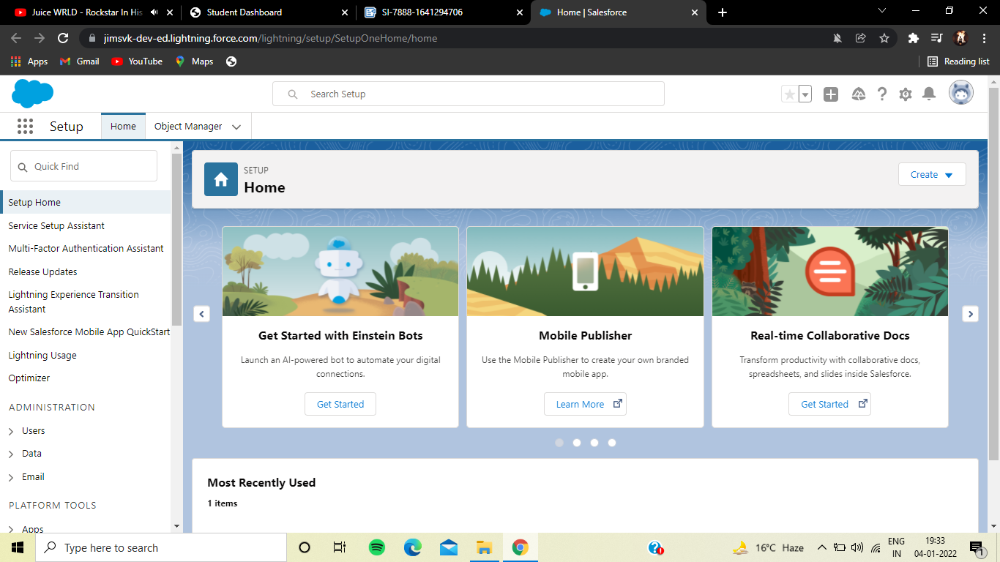 Juice WRLD - Rockstar In His
Student Dashboard
SI-7888-1641294706
Home | Salesforce
jimsvk-dev-ed.lightning.force.com/lightning/setup/SetupOneHome/home
Apps
Gmail
YouTube
Maps
Reading list
Search Setup
Setup
Home
Object Manager
Quick Find
Setup Home
Service Setup Assistant
Multi-Factor Authentication Assistant
Release Updates
Lightning Experience Transition
Assistant
New Salesforce Mobile App QuickStart
Lightning Usage
Optimizer
ADMINISTRATION
Users
Data
Email
PLATFORM TOOLS
Apps
SETUP
Home
Create
Get Started with Einstein Bots
Launch an AI-powered bot to automate your digital
connections.
Get Started
Mobile Publisher
Use the Mobile Publisher to create your own branded
mobile app.
Learn More
Real-time Collaborative Docs
Transform productivity with collaborative docs,
spreadsheets, and slides inside Salesforce.
Get Started
Most Recently Used
1 items
Type here to search
16°C Haze
ENG
IN
19:33
04-01-2022
1